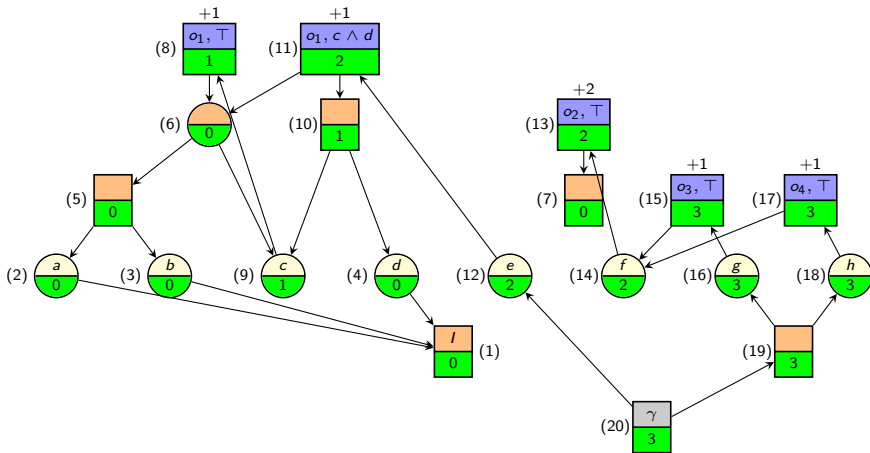 +1 +1
(8) o₁, ⊤ (11) o₁, c ∧ d
1 2
+2
(6) 0 (10) 1 (13) o₂, ⊤
2
+1 +1
(5) 0 (7) 0 (15) o₃, ⊤ (17) o₄, ⊤
3 3
(2) a (3) b (9) c (4) d (12) e (14) f (16) g (18) h
0 0 1 0 2 2 3 3
I (1) (19)
0 3
(20) γ
3